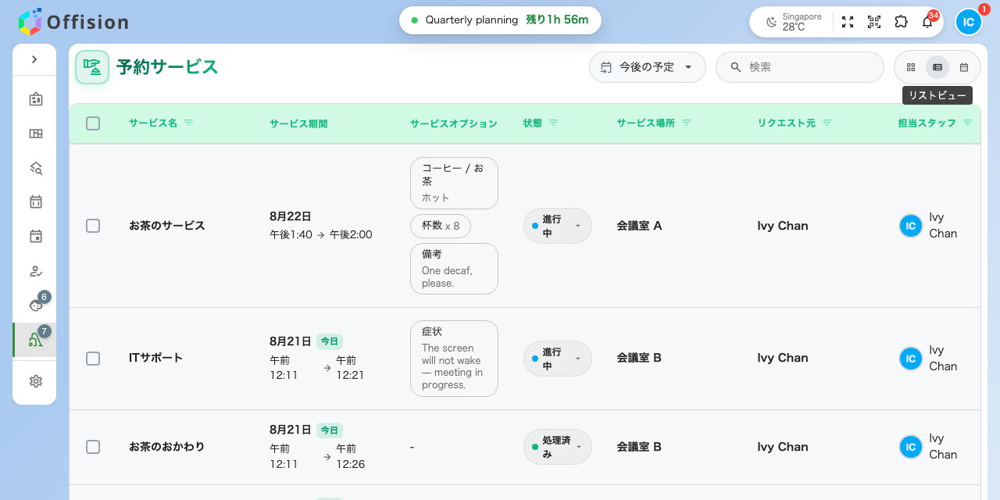 Offision
Quarterly planning 残り1h 56m
Singapore
28℃
34
IC
1
予約サービス
今後の予定
検索
リストビュー
サービス名
サービス期間
サービスオプション
状態
サービス場所
リクエスト元
担当スタッフ
お茶のサービス
8月22日
午後1:40 → 午後2:00
コーヒー / お
茶
ホット
杯数 x 8
備考
One decaf,
please.
進行
中
会議室 A
Ivy Chan
IC
Ivy
Chan
6
7
ITサポート
8月21日 今日
午前
12:11
→
午前
12:21
症状
The screen
will not wake
— meeting in
progress.
進行
中
会議室 B
Ivy Chan
IC
Ivy
Chan
お茶のおかわり
8月21日 今日
午前
12:11
→
午前
12:26
-
処理済
み
会議室 B
Ivy Chan
IC
Ivy
Chan